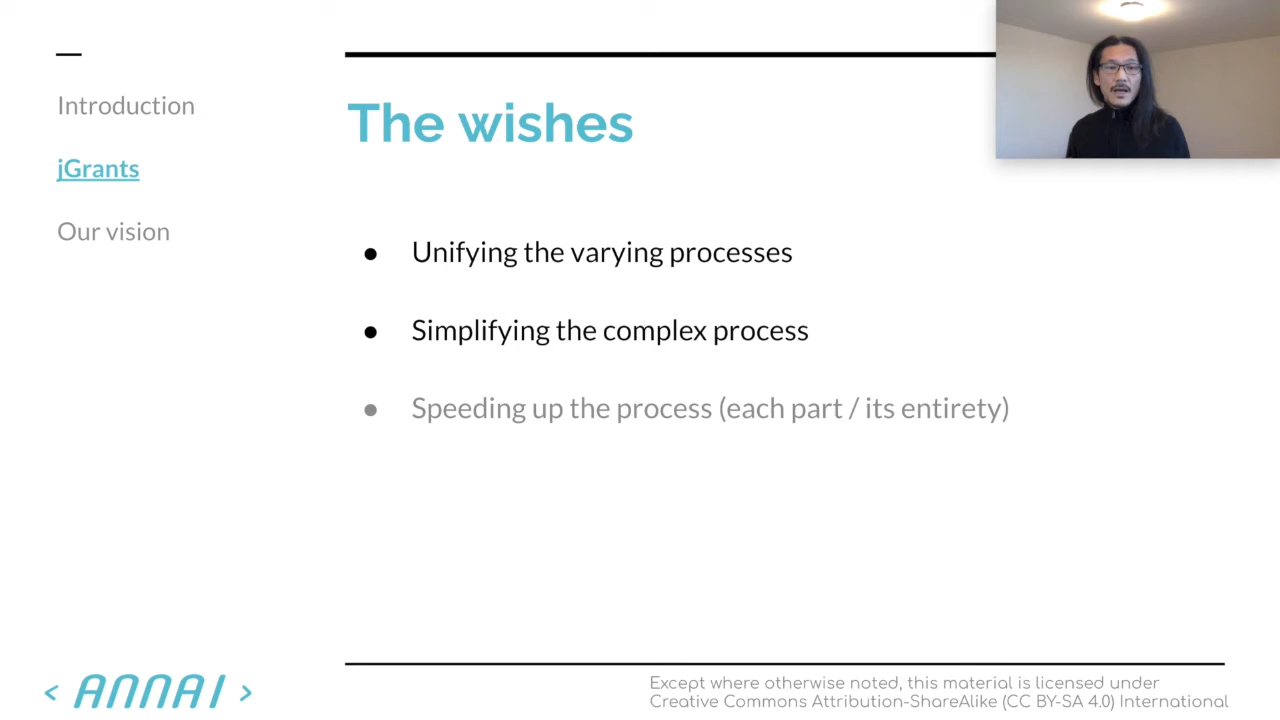 Introduction
jGrants
Our vision
The wishes
● Unifying the varying processes
● Simplifying the complex process
● Speeding up the process (each part / its entirety)
< ANNAI >
Except where otherwise noted, this material is licensed under
Creative Commons Attribution-ShareAlike (CC BY-SA 4.0) International